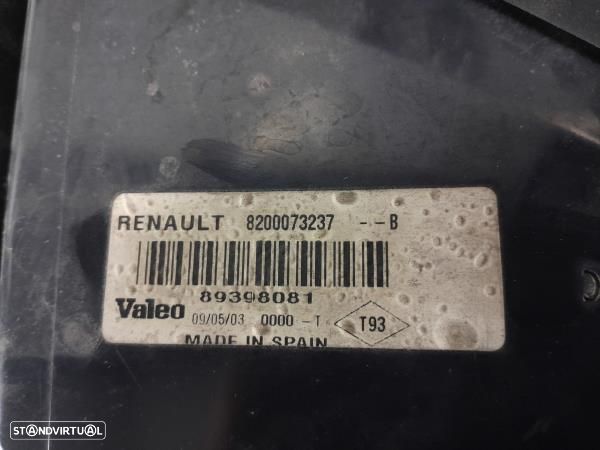 RENAULT 8200073237 --B
89398081
Valeo 09/05/03 0000 -T T93
MADE IN SPAIN
STANDVIRTUAL